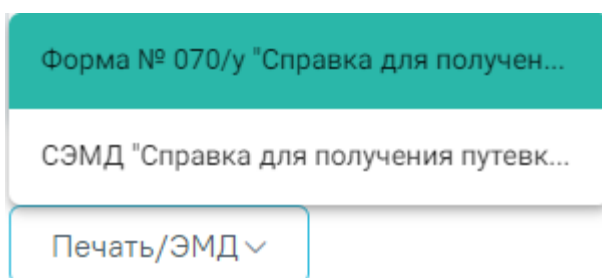 Форма № 070/у "Справка для получен...
СЭМД "Справка для получения путевк...
Печать/ЭМД